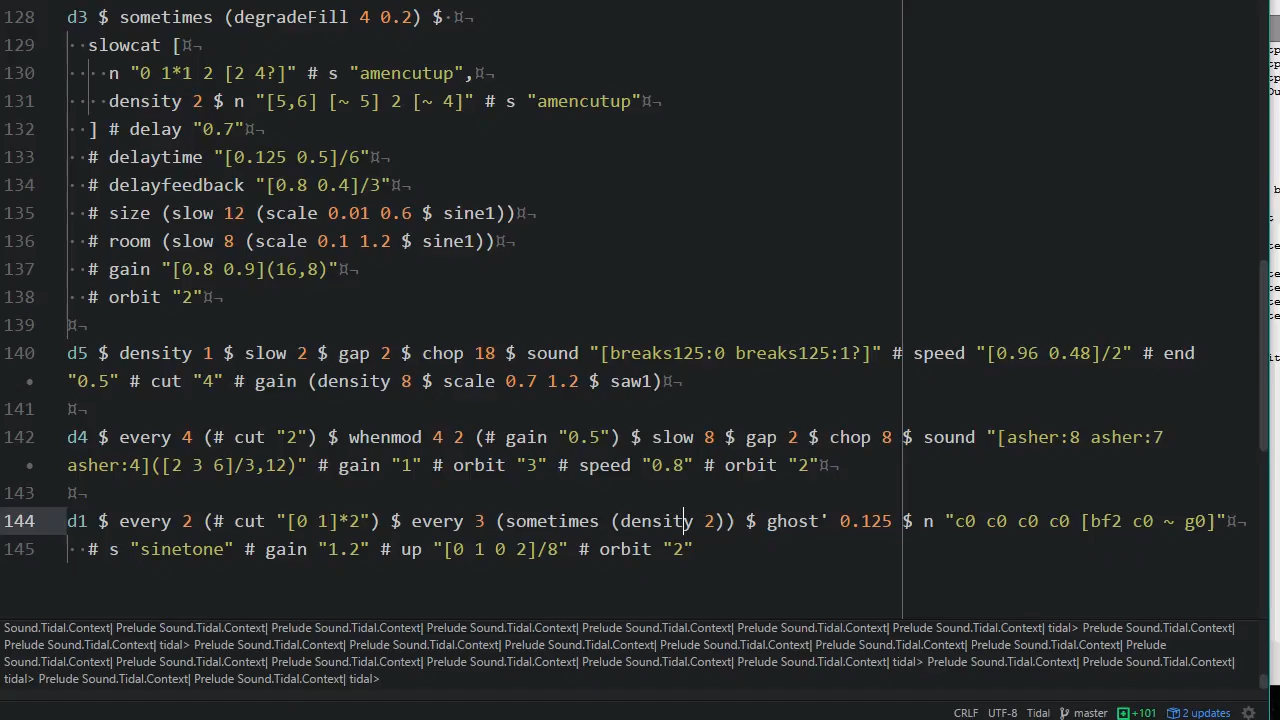 128 d3 $ sometimes (degradeFill 4 0.2) $·¤¬
129 ··slowcat [¤¬
130 ····n "0 1*1 2 [2 4?]" # s "amencutup",¤¬
131 ····density 2 $ n "[5,6] [~ 5] 2 [~ 4]" # s "amencutup"¤¬
132 ··] # delay "0.7"¤¬
133 ··# delaytime "[0.125 0.5]/6"¤¬
134 ··# delayfeedback "[0.8 0.4]/3"¤¬
135 ··# size (slow 12 (scale 0.01 0.6 $ sine1))¤¬
136 ··# room (slow 8 (scale 0.1 1.2 $ sine1))¤¬
137 ··# gain "[0.8 0.9](16,8)"¤¬
138 ··# orbit "2"¤¬
139 ¤¬
140 d5 $ density 1 $ slow 2 $ gap 2 $ chop 18 $ sound "[breaks125:0 breaks125:1?]" # speed "[0.96 0.48]/2" # end
• "0.5" # cut "4" # gain (density 8 $ scale 0.7 1.2 $ saw1)¤¬
141 ¤¬
142 d4 $ every 4 (# cut "2") $ whenmod 4 2 (# gain "0.5") $ slow 8 $ gap 2 $ chop 8 $ sound "[asher:8 asher:7
• asher:4]([2 3 6]/3,12)" # gain "1" # orbit "3" # speed "0.8" # orbit "2"¤¬
143 ¤¬
144 d1 $ every 2 (# cut "[0 1]*2") $ every 3 (sometimes (density 2)) $ ghost' 0.125 $ n "c0 c0 c0 c0 [bf2 c0 ~ g0]"¤¬
145 ··# s "sinetone" # gain "1.2" # up "[0 1 0 2]/8" # orbit "2"
Sound.Tidal.Context| Prelude Sound.Tidal.Context| Prelude Sound.Tidal.Context| Prelude Sound.Tidal.Context| Prelude Sound.Tidal.Context| Prelude Sound.Tidal.Context| Prelude Sound.Tidal.Context| tidal> Prelude Sound.Tidal.Context|
Prelude Sound.Tidal.Context| tidal> Prelude Sound.Tidal.Context| Prelude Sound.Tidal.Context| Prelude Sound.Tidal.Context| Prelude Sound.Tidal.Context| Prelude Sound.Tidal.Context| Prelude
Sound.Tidal.Context| Prelude Sound.Tidal.Context| Prelude Sound.Tidal.Context| Prelude Sound.Tidal.Context| Prelude Sound.Tidal.Context| tidal> Prelude Sound.Tidal.Context| Prelude Sound.Tidal.Context|
tidal> Prelude Sound.Tidal.Context| Prelude Sound.Tidal.Context| tidal>
CRLF UTF-8 Tidal master +101 2 updates